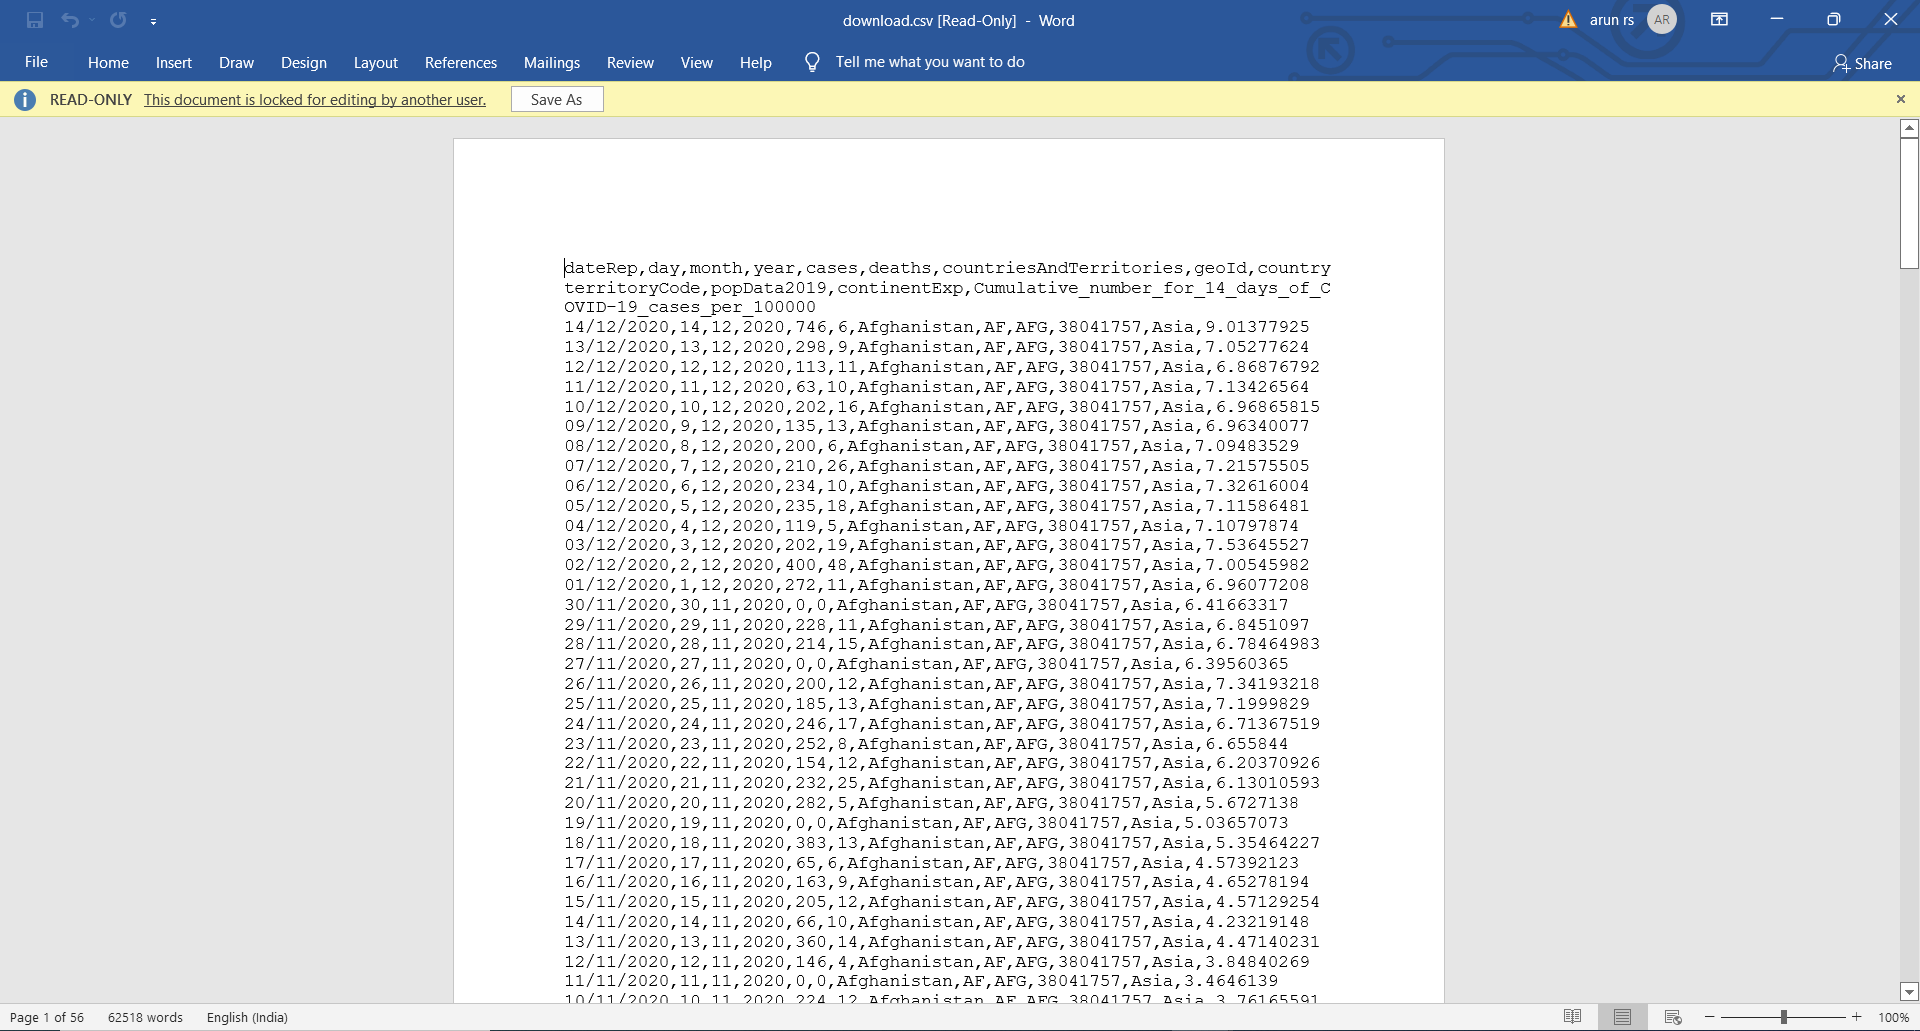 download.csv [Read-Only] - Word
arun rs
AR
File Home Insert Draw Design Layout References Mailings Review View Help Tell me what you want to do
Share
READ-ONLY This document is locked for editing by another user. Save As
dateRep,day,month,year,cases,deaths,countriesAndTerritories,geoId,country
territoryCode,popData2019,continentExp,Cumulative_number_for_14_days_of_C
OVID-19_cases_per_100000
14/12/2020,14,12,2020,746,6,Afghanistan,AF,AFG,38041757,Asia,9.01377925
13/12/2020,13,12,2020,298,9,Afghanistan,AF,AFG,38041757,Asia,7.05277624
12/12/2020,12,12,2020,113,11,Afghanistan,AF,AFG,38041757,Asia,6.86876792
11/12/2020,11,12,2020,63,10,Afghanistan,AF,AFG,38041757,Asia,7.13426564
10/12/2020,10,12,2020,202,16,Afghanistan,AF,AFG,38041757,Asia,6.96865815
09/12/2020,9,12,2020,135,13,Afghanistan,AF,AFG,38041757,Asia,6.96340077
08/12/2020,8,12,2020,200,6,Afghanistan,AF,AFG,38041757,Asia,7.09483529
07/12/2020,7,12,2020,210,26,Afghanistan,AF,AFG,38041757,Asia,7.21575505
06/12/2020,6,12,2020,234,10,Afghanistan,AF,AFG,38041757,Asia,7.32616004
05/12/2020,5,12,2020,235,18,Afghanistan,AF,AFG,38041757,Asia,7.11586481
04/12/2020,4,12,2020,119,5,Afghanistan,AF,AFG,38041757,Asia,7.10797874
03/12/2020,3,12,2020,202,19,Afghanistan,AF,AFG,38041757,Asia,7.53645527
02/12/2020,2,12,2020,400,48,Afghanistan,AF,AFG,38041757,Asia,7.00545982
01/12/2020,1,12,2020,272,11,Afghanistan,AF,AFG,38041757,Asia,6.96077208
30/11/2020,30,11,2020,0,0,Afghanistan,AF,AFG,38041757,Asia,6.41663317
29/11/2020,29,11,2020,228,11,Afghanistan,AF,AFG,38041757,Asia,6.8451097
28/11/2020,28,11,2020,214,15,Afghanistan,AF,AFG,38041757,Asia,6.78464983
27/11/2020,27,11,2020,0,0,Afghanistan,AF,AFG,38041757,Asia,6.39560365
26/11/2020,26,11,2020,200,12,Afghanistan,AF,AFG,38041757,Asia,7.34193218
25/11/2020,25,11,2020,185,13,Afghanistan,AF,AFG,38041757,Asia,7.1999829
24/11/2020,24,11,2020,246,17,Afghanistan,AF,AFG,38041757,Asia,6.71367519
23/11/2020,23,11,2020,252,8,Afghanistan,AF,AFG,38041757,Asia,6.655844
22/11/2020,22,11,2020,154,12,Afghanistan,AF,AFG,38041757,Asia,6.20370926
21/11/2020,21,11,2020,232,25,Afghanistan,AF,AFG,38041757,Asia,6.13010593
20/11/2020,20,11,2020,282,5,Afghanistan,AF,AFG,38041757,Asia,5.6727138
19/11/2020,19,11,2020,0,0,Afghanistan,AF,AFG,38041757,Asia,5.03657073
18/11/2020,18,11,2020,383,13,Afghanistan,AF,AFG,38041757,Asia,5.35464227
17/11/2020,17,11,2020,65,6,Afghanistan,AF,AFG,38041757,Asia,4.57392123
16/11/2020,16,11,2020,163,9,Afghanistan,AF,AFG,38041757,Asia,4.65278194
15/11/2020,15,11,2020,205,12,Afghanistan,AF,AFG,38041757,Asia,4.57129254
14/11/2020,14,11,2020,66,10,Afghanistan,AF,AFG,38041757,Asia,4.23219148
13/11/2020,13,11,2020,360,14,Afghanistan,AF,AFG,38041757,Asia,4.47140231
12/11/2020,12,11,2020,146,4,Afghanistan,AF,AFG,38041757,Asia,3.84840269
11/11/2020,11,11,2020,0,0,Afghanistan,AF,AFG,38041757,Asia,3.4646139
10/11/2020,10,11,2020,224,12,Afghanistan,AF,AFG,38041757,Asia,3.76165591
Page 1 of 56 62518 words English (India) 100%